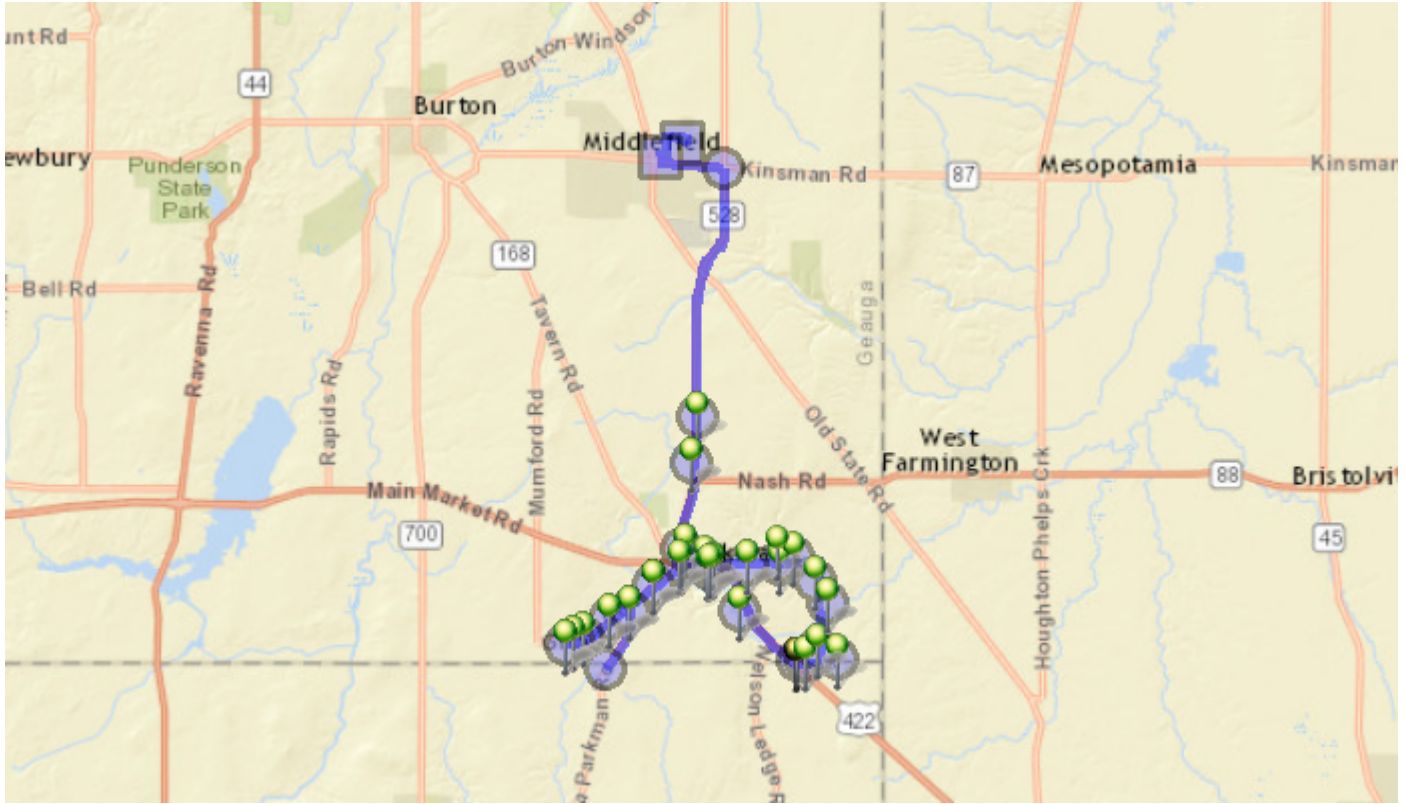 unt Rd
Burton Windsor
44
Burton
Middlefield
ewbury
Punderson
State
Park
Kinsman Rd
87
Mesopotamia
Kinsmar
528
168
Bell Rd
Ravenna Rd
Rapids Rd
Tavern Rd
Mumford Rd
Geauga
Old State Rd
West
Farmington
Nash Rd
88
Bristolvi
Main Market Rd
700
45
Houghton Phelps Crk
Parkman
Nelson Ledge R
422